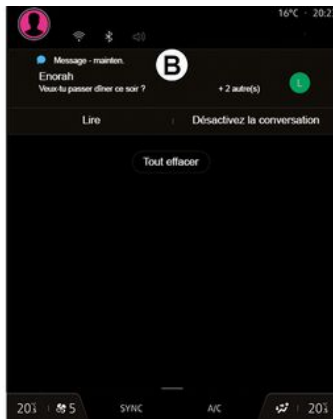 16°C - 20:2
Message - mainten.
B
Enorah
Veux-tu passer dîner ce soir ?
+ 2 autre(s)
L
Lire
Désactivez la conversation
Tout effacer
20
5
SYNC
A/C
20